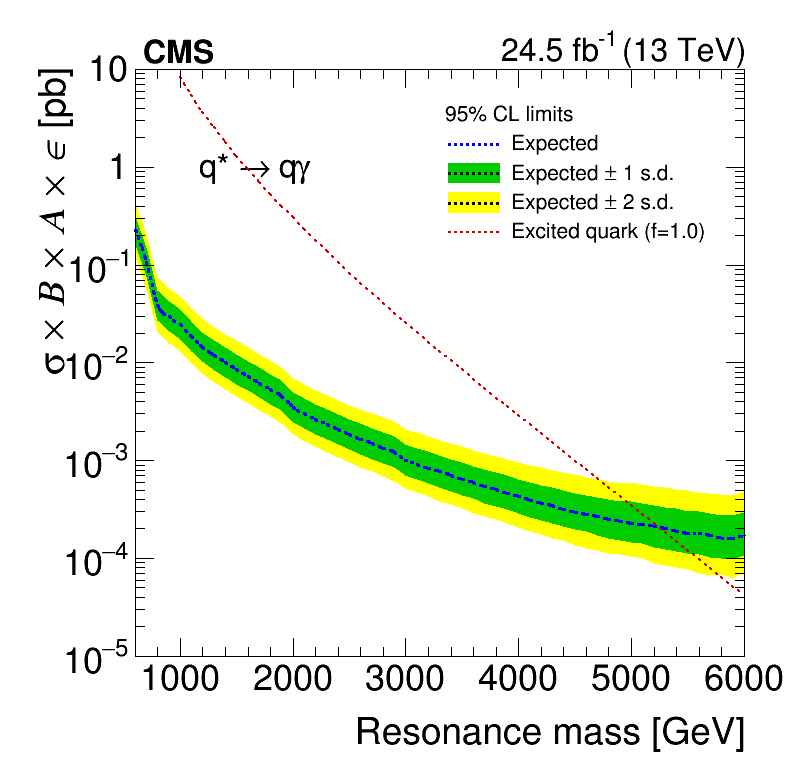 CMS
24.5 fb⁻¹ (13 TeV)
σ × B × A × ϵ [pb]
10
1
10⁻¹
10⁻²
10⁻³
10⁻⁴
10⁻⁵
95% CL limits
Expected
Expected ± 1 s.d.
Expected ± 2 s.d.
Excited quark (f=1.0)
q* → qγ
1000 2000 3000 4000 5000 6000
Resonance mass [GeV]